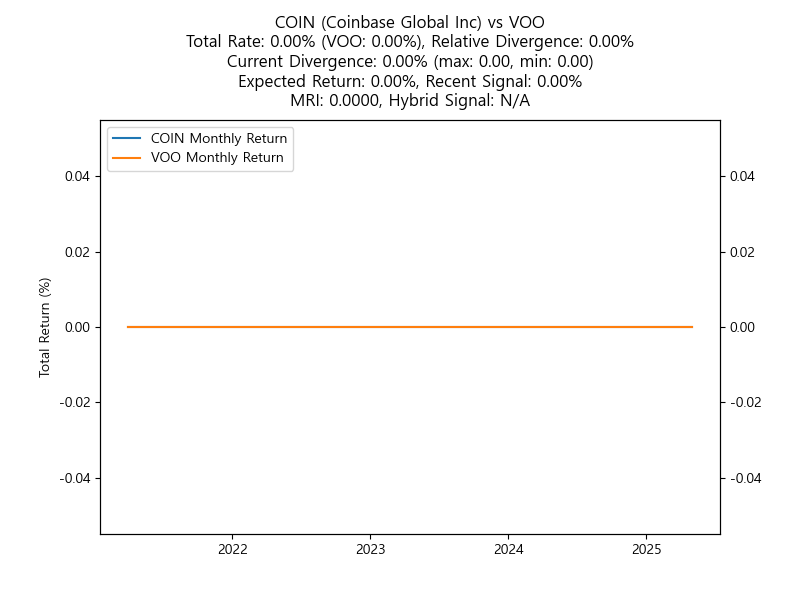 COIN (Coinbase Global Inc) vs VOO
Total Rate: 0.00% (VOO: 0.00%), Relative Divergence: 0.00%
Current Divergence: 0.00% (max: 0.00, min: 0.00)
Expected Return: 0.00%, Recent Signal: 0.00%
MRI: 0.0000, Hybrid Signal: N/A
COIN Monthly Return
VOO Monthly Return
Total Return (%)
0.04
0.02
0.00
-0.02
-0.04
0.04
0.02
0.00
-0.02
-0.04
2022
2023
2024
2025